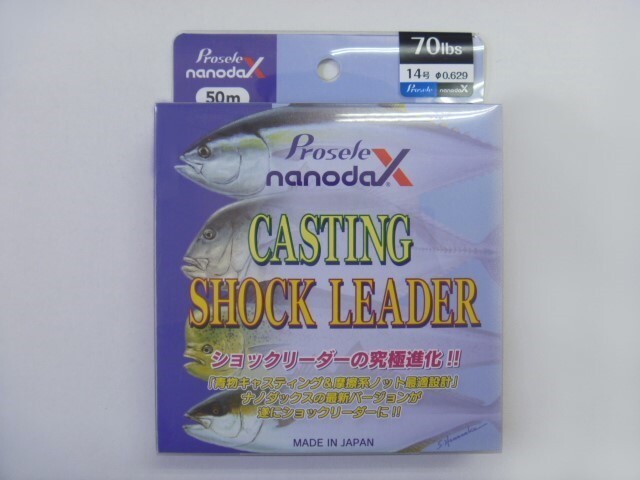 Prosele
nanodaX
50m
70lbs
14号 φ0.629
Prosele nanodaX
Prosele
nanodaX®
CASTING
SHOCK LEADER
ショックリーダーの究極進化!!
「青物キャスティング&摩擦系ノット最適設計」
ナノダックスの最新バージョンが
遂にショックリーダーに!!
MADE IN JAPAN